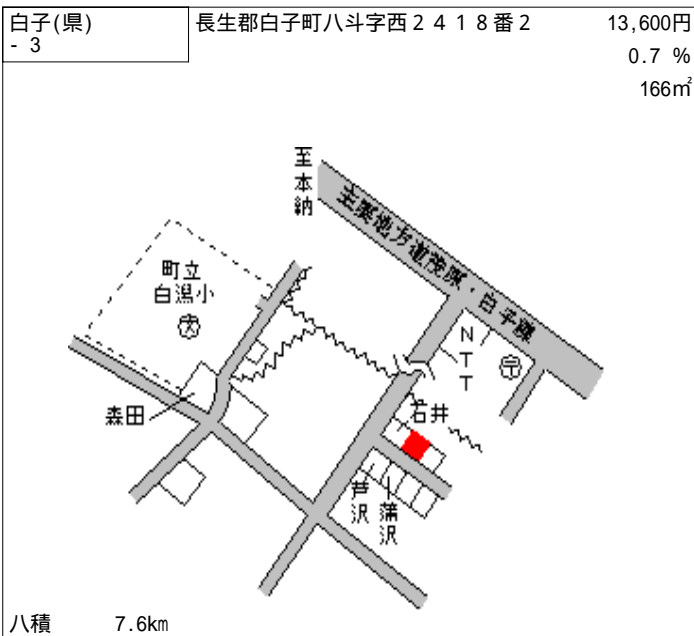 白子(県)
- 3
長生郡白子町八斗字西２４１８番２
13,600円
0.7 %
166㎡
至本納
主要地方道茂原・白子線
町立
白潟小
文
NTT
〒
森田
石井
芦沢
蒲沢
八積 7.6km